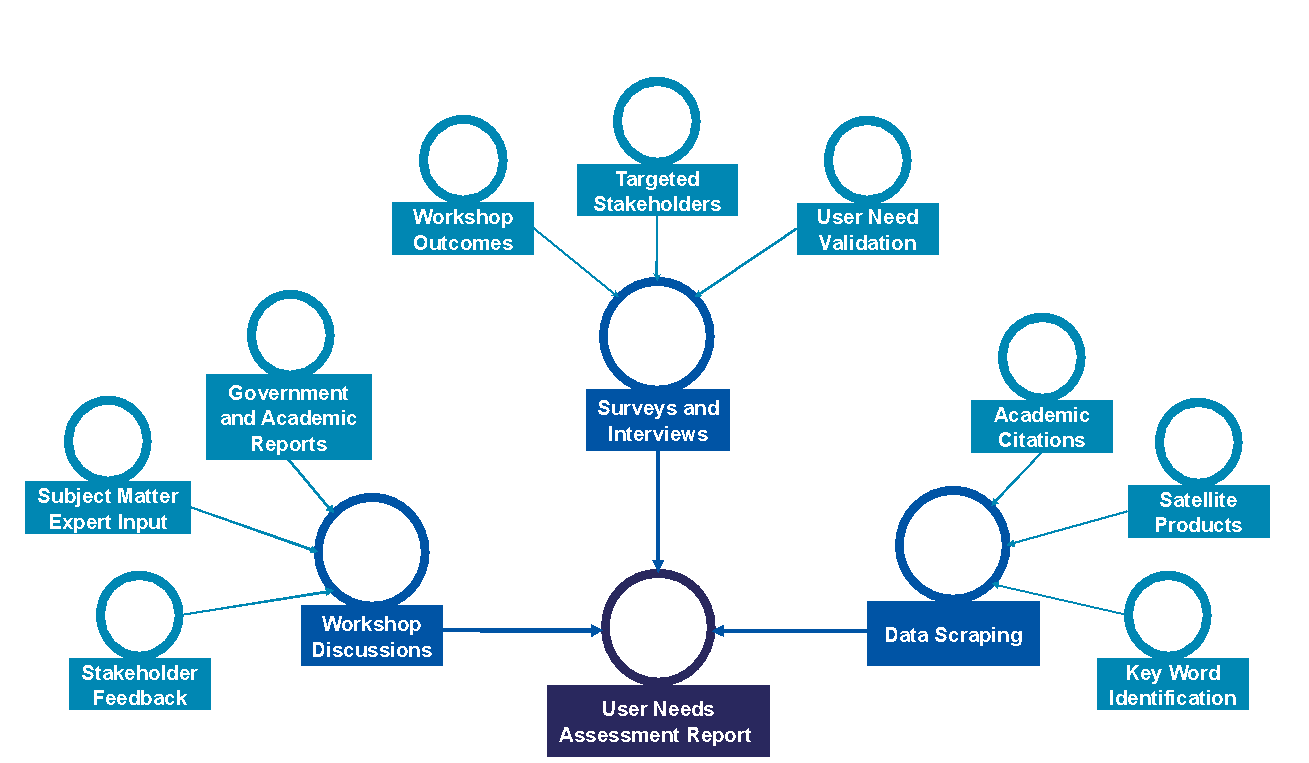 Targeted
Stakeholders
Workshop
Outcomes
User Need
Validation
Government
and Academic
Reports
Surveys and
Interviews
Academic
Citations
Subject Matter
Expert Input
Satellite
Products
Workshop
Discussions
Data Scraping
Stakeholder
Feedback
Key Word
Identification
User Needs
Assessment Report